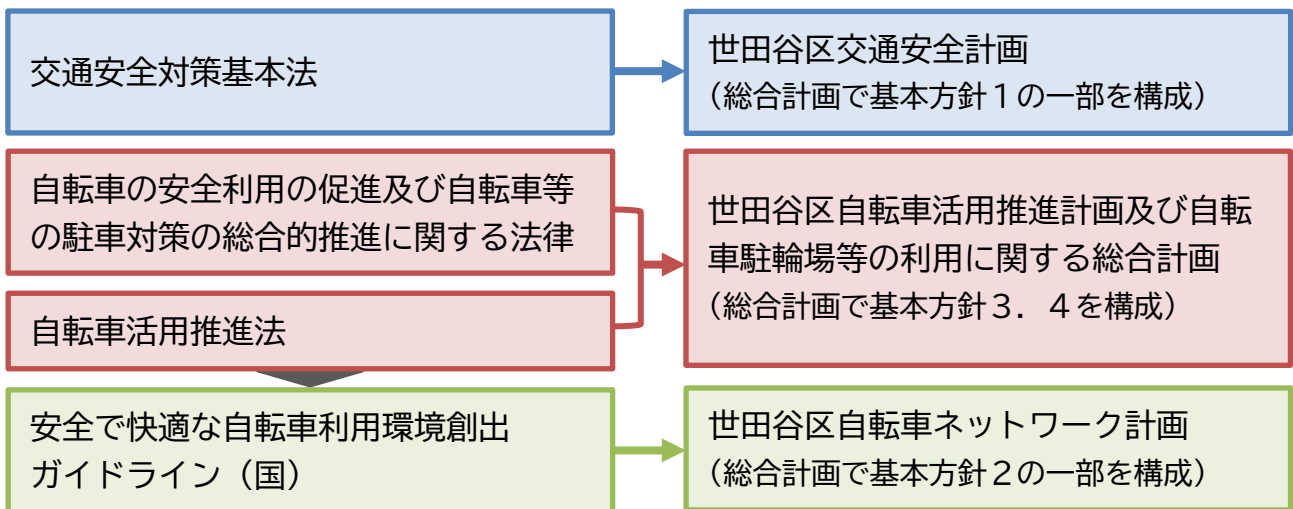 交通安全対策基本法
世田谷区交通安全計画
（総合計画で基本方針１の一部を構成）
自転車の安全利用の促進及び自転車等
の駐車対策の総合的推進に関する法律
自転車活用推進法
世田谷区自転車活用推進計画及び自転
車駐輪場等の利用に関する総合計画
（総合計画で基本方針３．４を構成）
安全で快適な自転車利用環境創出
ガイドライン（国）
世田谷区自転車ネットワーク計画
（総合計画で基本方針２の一部を構成）